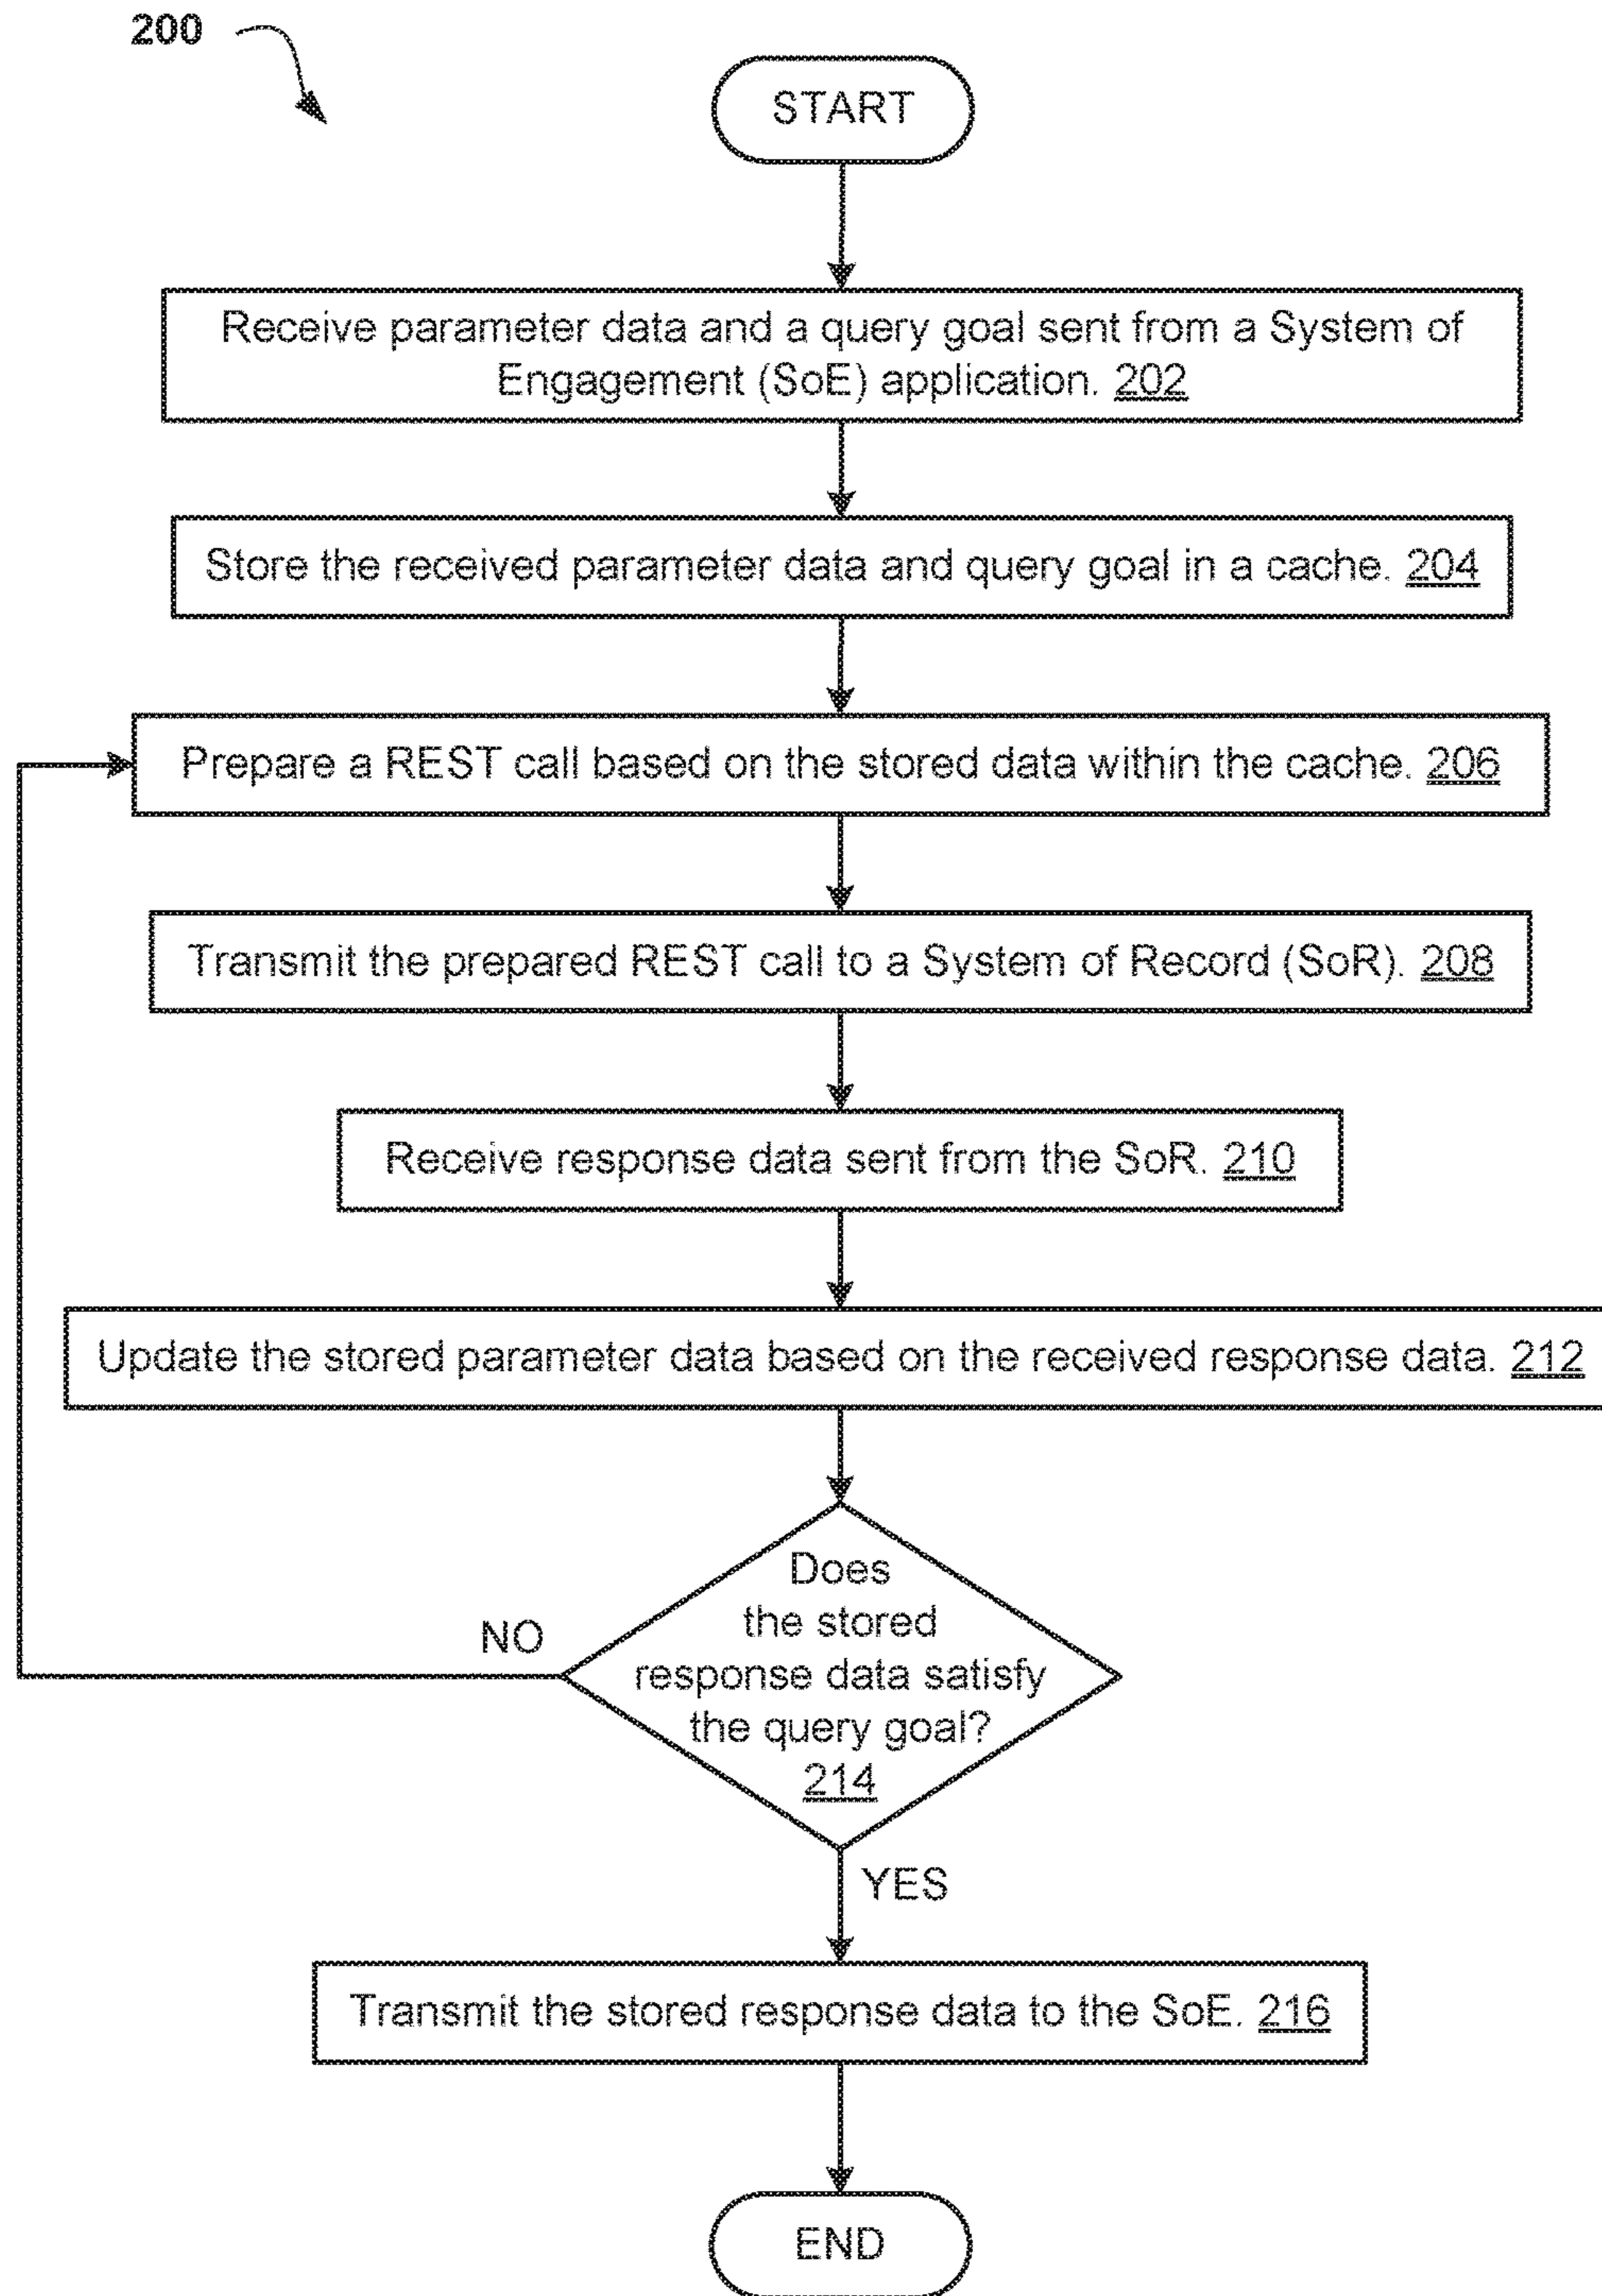 200
START
Receive parameter data and a query goal sent from a System of
Engagement (SoE) application. 202
Store the received parameter data and query goal in a cache. 204
Prepare a REST call based on the stored data within the cache. 206
Transmit the prepared REST call to a System of Record (SoR). 208
Receive response data sent from the SoR. 210
Update the stored parameter data based on the received response data. 212
Does
the stored
response data satisfy
the query goal?
214
NO
YES
Transmit the stored response data to the SoE. 216
END